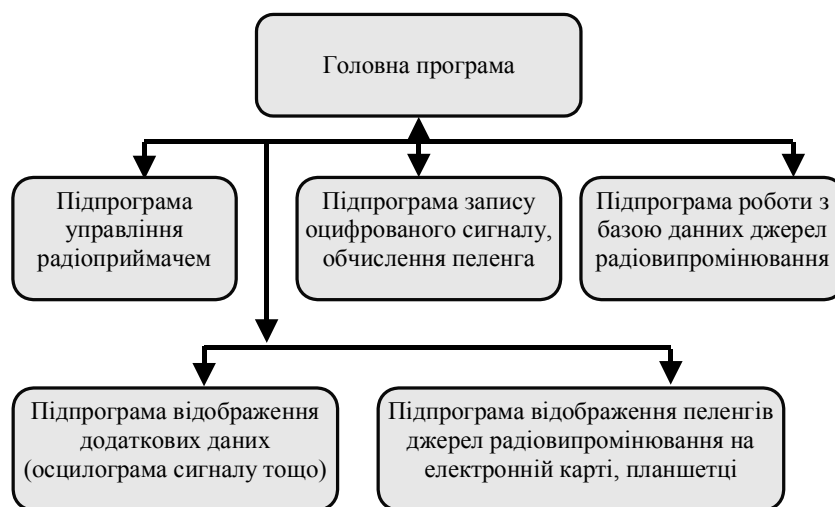 Головна програма
Підпрограма
управління
радіоприймачем
Підпрограма запису
оцифрованого сигналу,
обчислення пеленга
Підпрограма роботи з
базою данних джерел
радіовипромінювання
Підпрограма відображення
додаткових даних
(осцилограма сигналу тощо)
Підпрограма відображення пеленгів
джерел радіовипромінювання на
електронній карті, планшетці